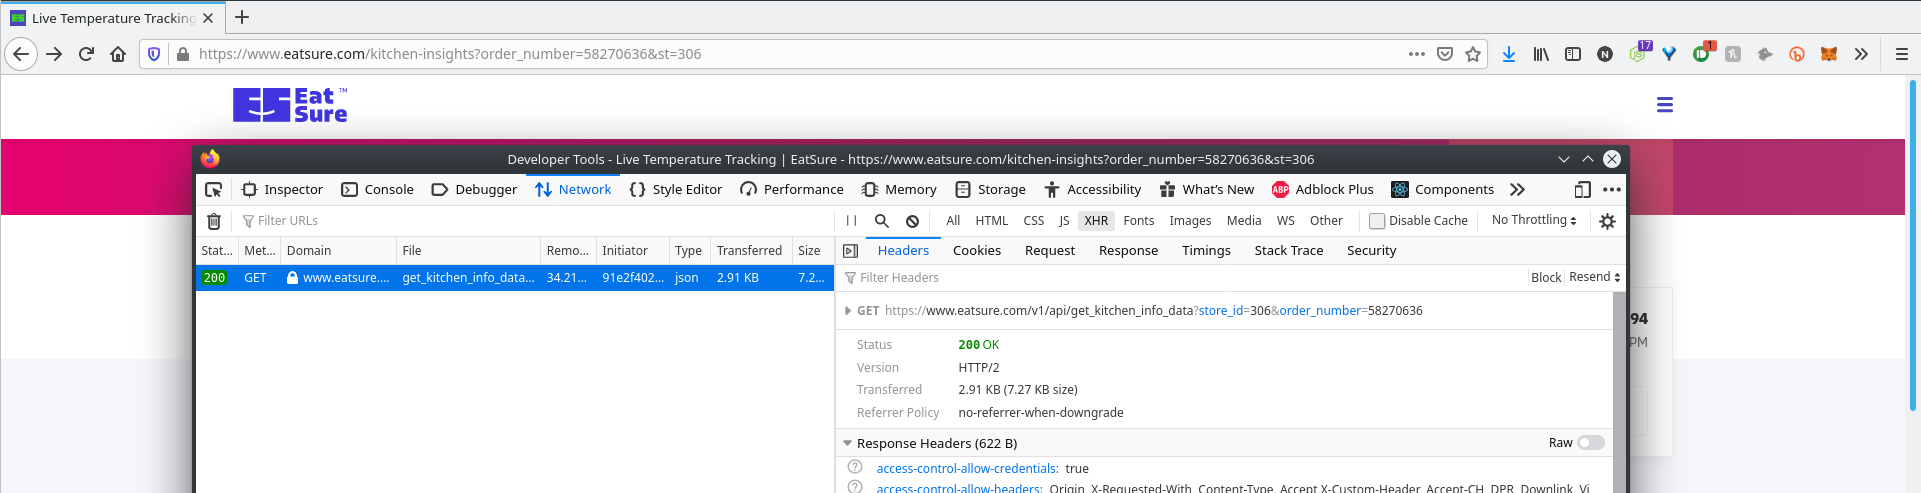 Live Temperature Tracking
https://www.eatsure.com/kitchen-insights?order_number=58270636&st=306
17
1
Eat
Sure
™
Developer Tools - Live Temperature Tracking | EatSure - https://www.eatsure.com/kitchen-insights?order_number=58270636&st=306
Inspector Console Debugger Network {} Style Editor Performance Memory Storage Accessibility What's New ABP Adblock Plus Components
Filter URLs All HTML CSS JS XHR Fonts Images Media WS Other Disable Cache No Throttling
Stat... Met... Domain File Remo... Initiator Type Transferred Size
Headers Cookies Request Response Timings Stack Trace Security
200 GET www.eatsure.... get_kitchen_info_data... 34.21... 91e2f402... json 2.91 KB 7.2...
Filter Headers Block Resend
GET https://www.eatsure.com/v1/api/get_kitchen_info_data?store_id=306&order_number=58270636
94
Status 200 OK
PM
Version HTTP/2
Transferred 2.91 KB (7.27 KB size)
Referrer Policy no-referrer-when-downgrade
Response Headers (622 B) Raw
access-control-allow-credentials: true
access-control-allow-headers: Origin, X-Requested-With, Content-Type, Accept,X-Custom-Header, Accept-CH, DPR, Downlink, Vi